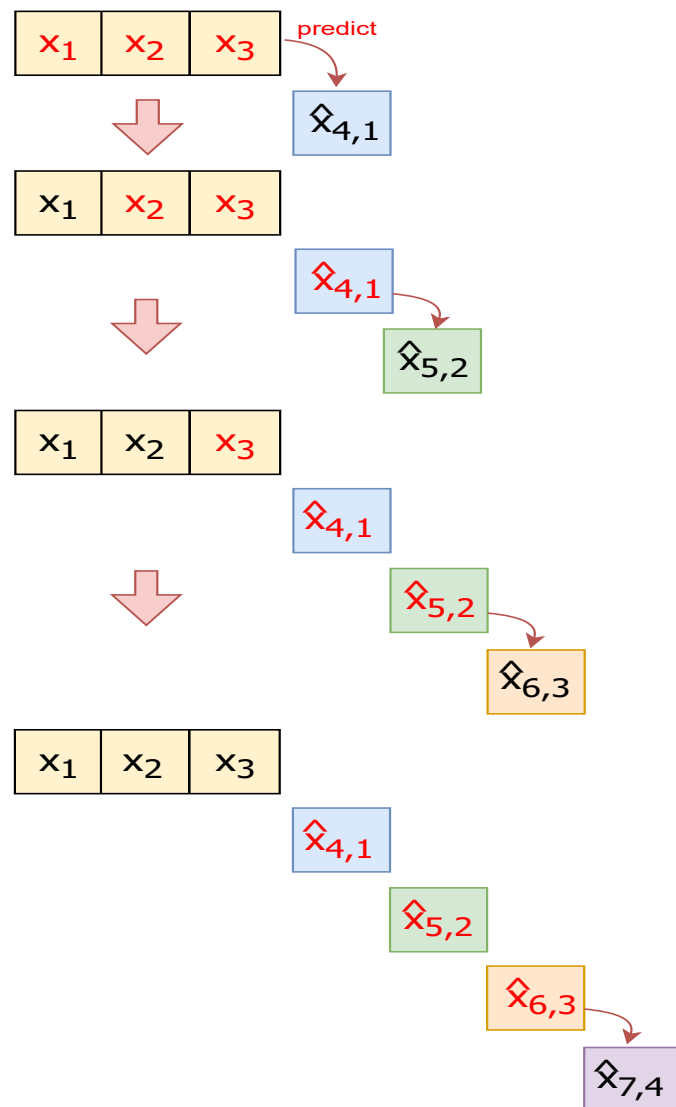 x₁ x₂ x₃ predict
x̂₄,₁
x₁ x₂ x₃
x̂₄,₁
x̂₅,₂
x₁ x₂ x₃
x̂₄,₁
x̂₅,₂
x̂₆,₃
x₁ x₂ x₃
x̂₄,₁
x̂₅,₂
x̂₆,₃
x̂₇,₄